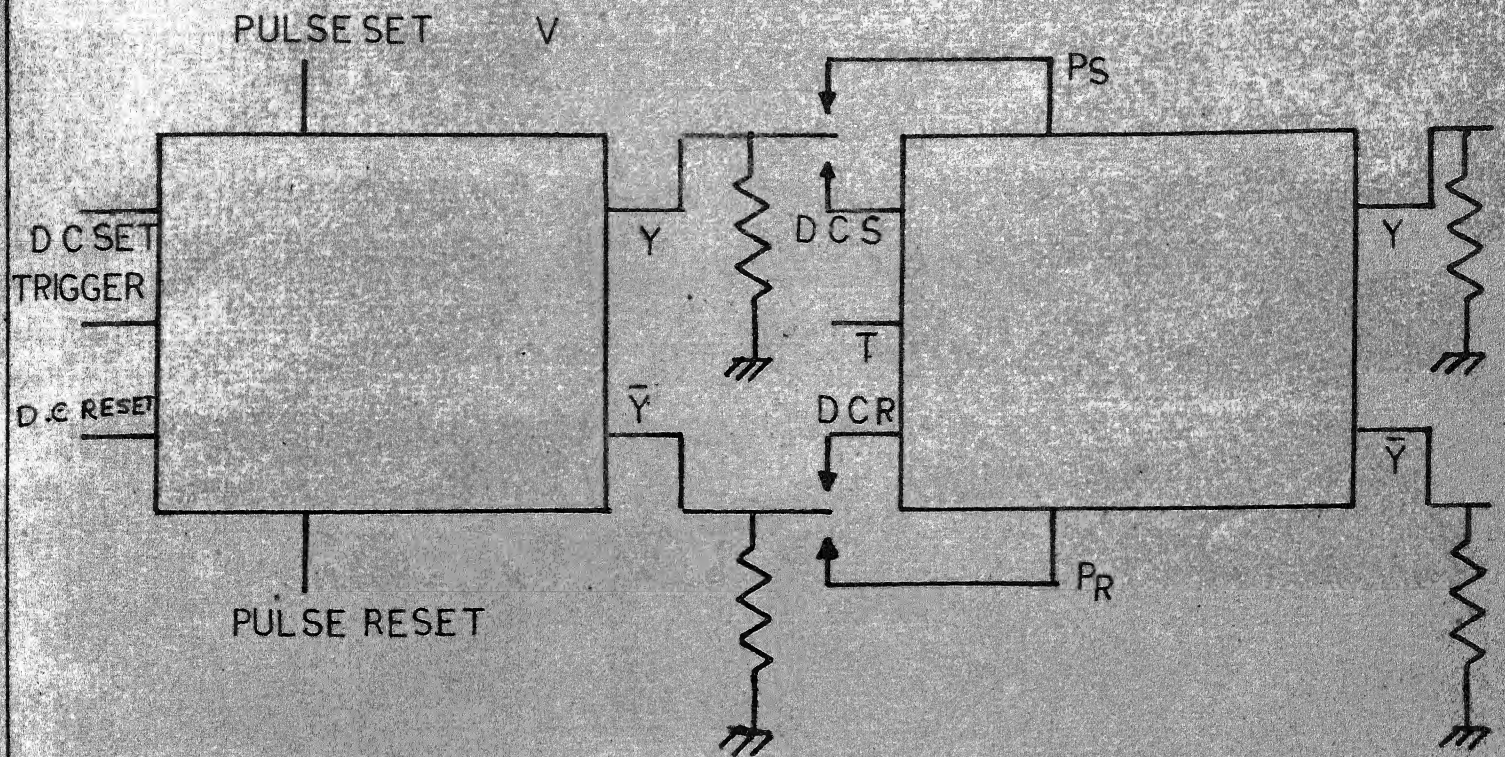 PULSE SET V
PS
DC SET
TRIGGER
D.C RESET
PULSE RESET
Y
Ȳ
DCS
T̅
DCR
PR
Y
Ȳ